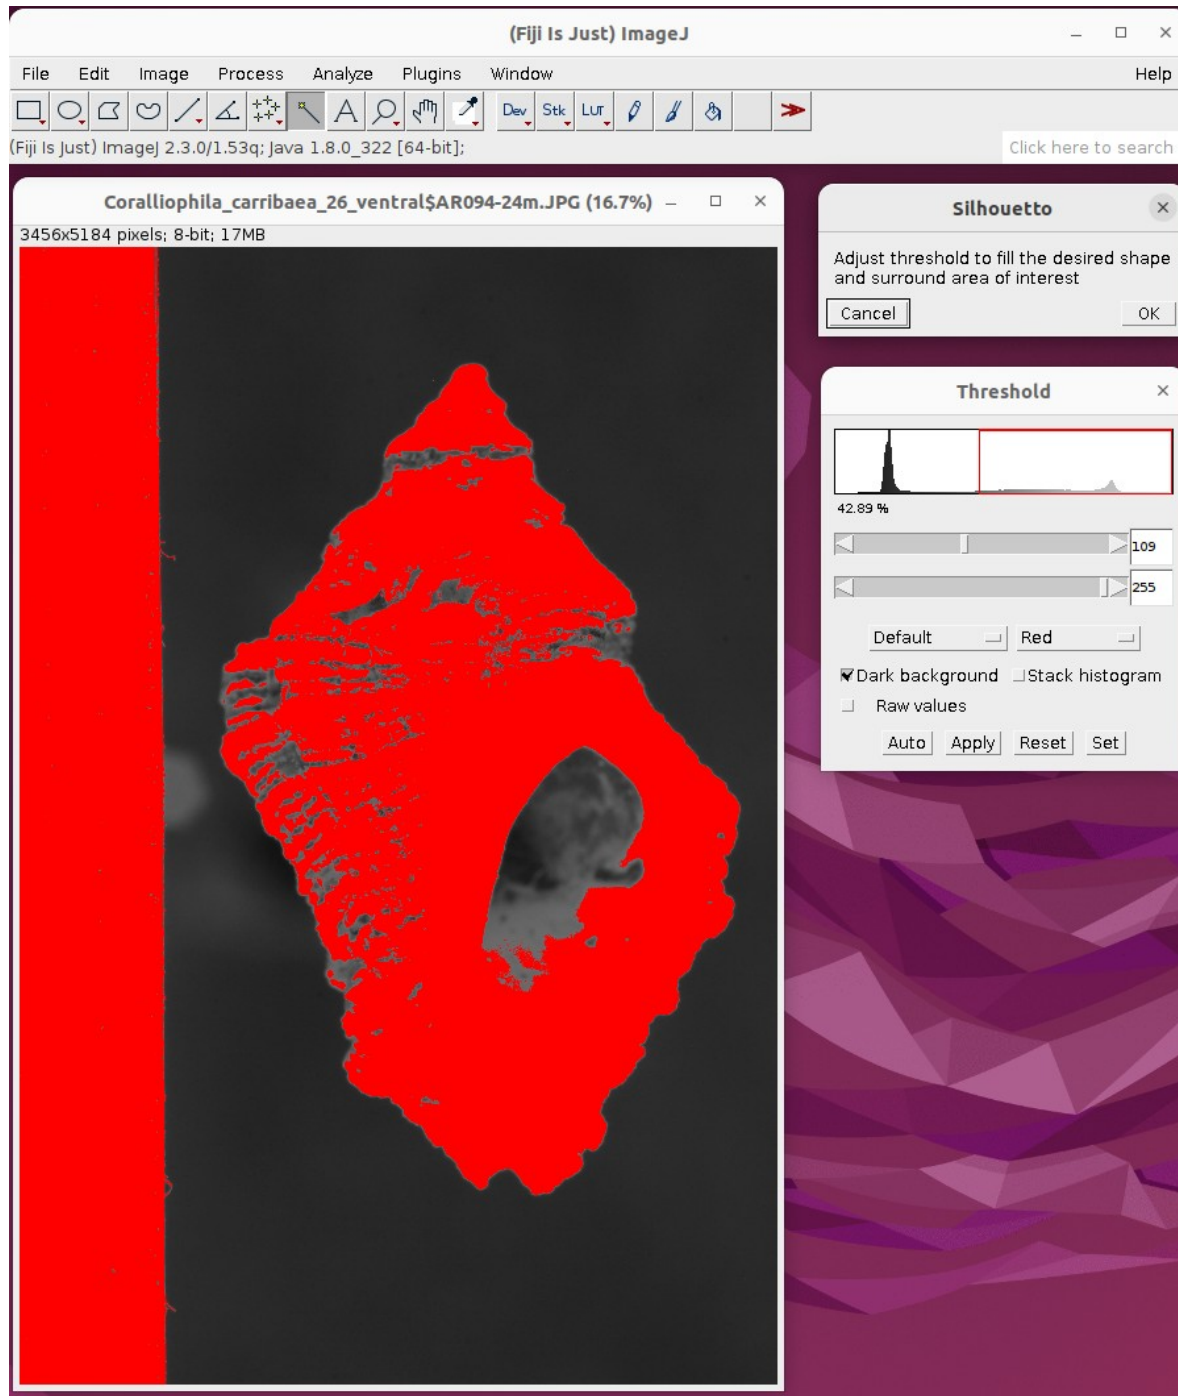 (Fiji Is Just) ImageJ
File Edit Image Process Analyze Plugins Window Help
Dev Stk LUT
(Fiji Is Just) ImageJ 2.3.0/1.53q; Java 1.8.0_322 [64-bit];
Click here to search
Coralliophila_carribaea_26_ventral$AR094-24m.JPG (16.7%)
3456x5184 pixels; 8-bit; 17MB
Silhouetto
Adjust threshold to fill the desired shape
and surround area of interest
Cancel OK
Threshold
42.89 %
109
255
Default Red
Dark background Stack histogram
Raw values
Auto Apply Reset Set